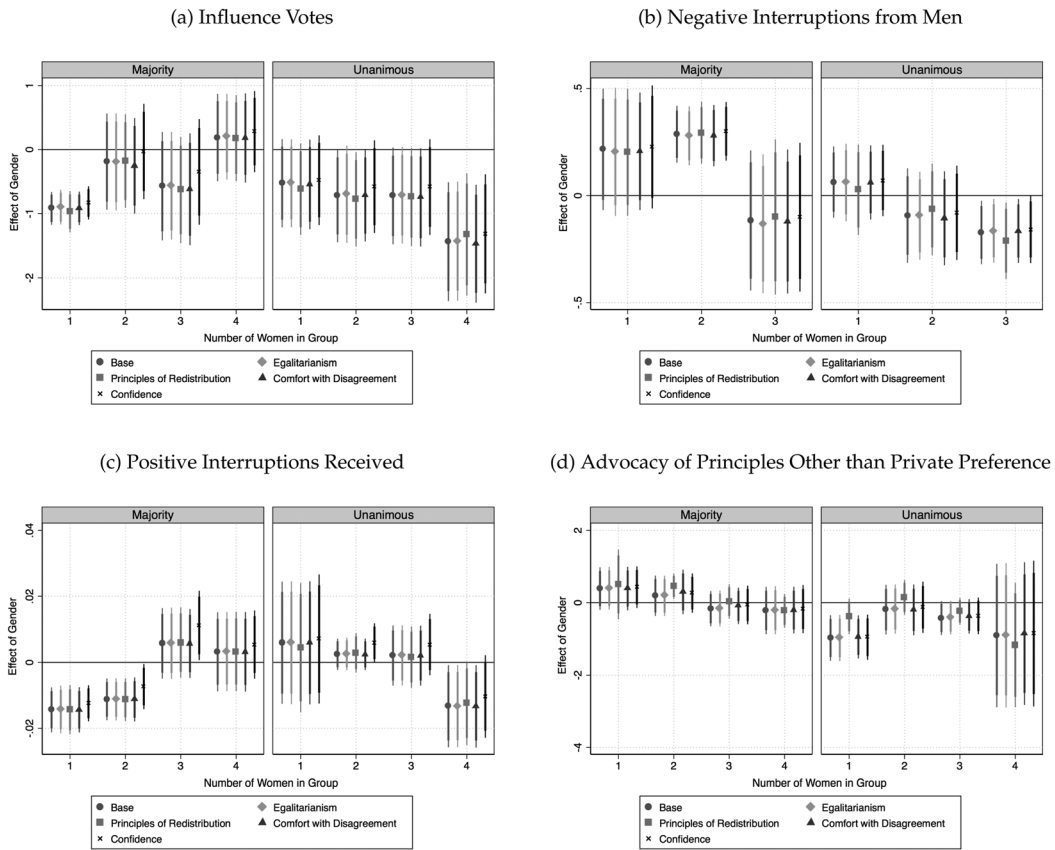 (a) Influence Votes
Majority
Unanimous
Effect of Gender
1
0
-1
-2
1 2 3 4
1 2 3 4
Number of Women in Group
Base
Egalitarianism
Principles of Redistribution
Comfort with Disagreement
Confidence
(b) Negative Interruptions from Men
Majority
Unanimous
Effect of Gender
.5
0
-.5
1 2 3
1 2 3
Number of Women in Group
Base
Egalitarianism
Principles of Redistribution
Comfort with Disagreement
Confidence
(c) Positive Interruptions Received
Majority
Unanimous
Effect of Gender
.04
.02
0
-.02
1 2 3 4
1 2 3 4
Number of Women in Group
Base
Egalitarianism
Principles of Redistribution
Comfort with Disagreement
Confidence
(d) Advocacy of Principles Other than Private Preference
Majority
Unanimous
Effect of Gender
2
0
-2
-4
1 2 3 4
1 2 3 4
Number of Women in Group
Base
Egalitarianism
Principles of Redistribution
Comfort with Disagreement
Confidence